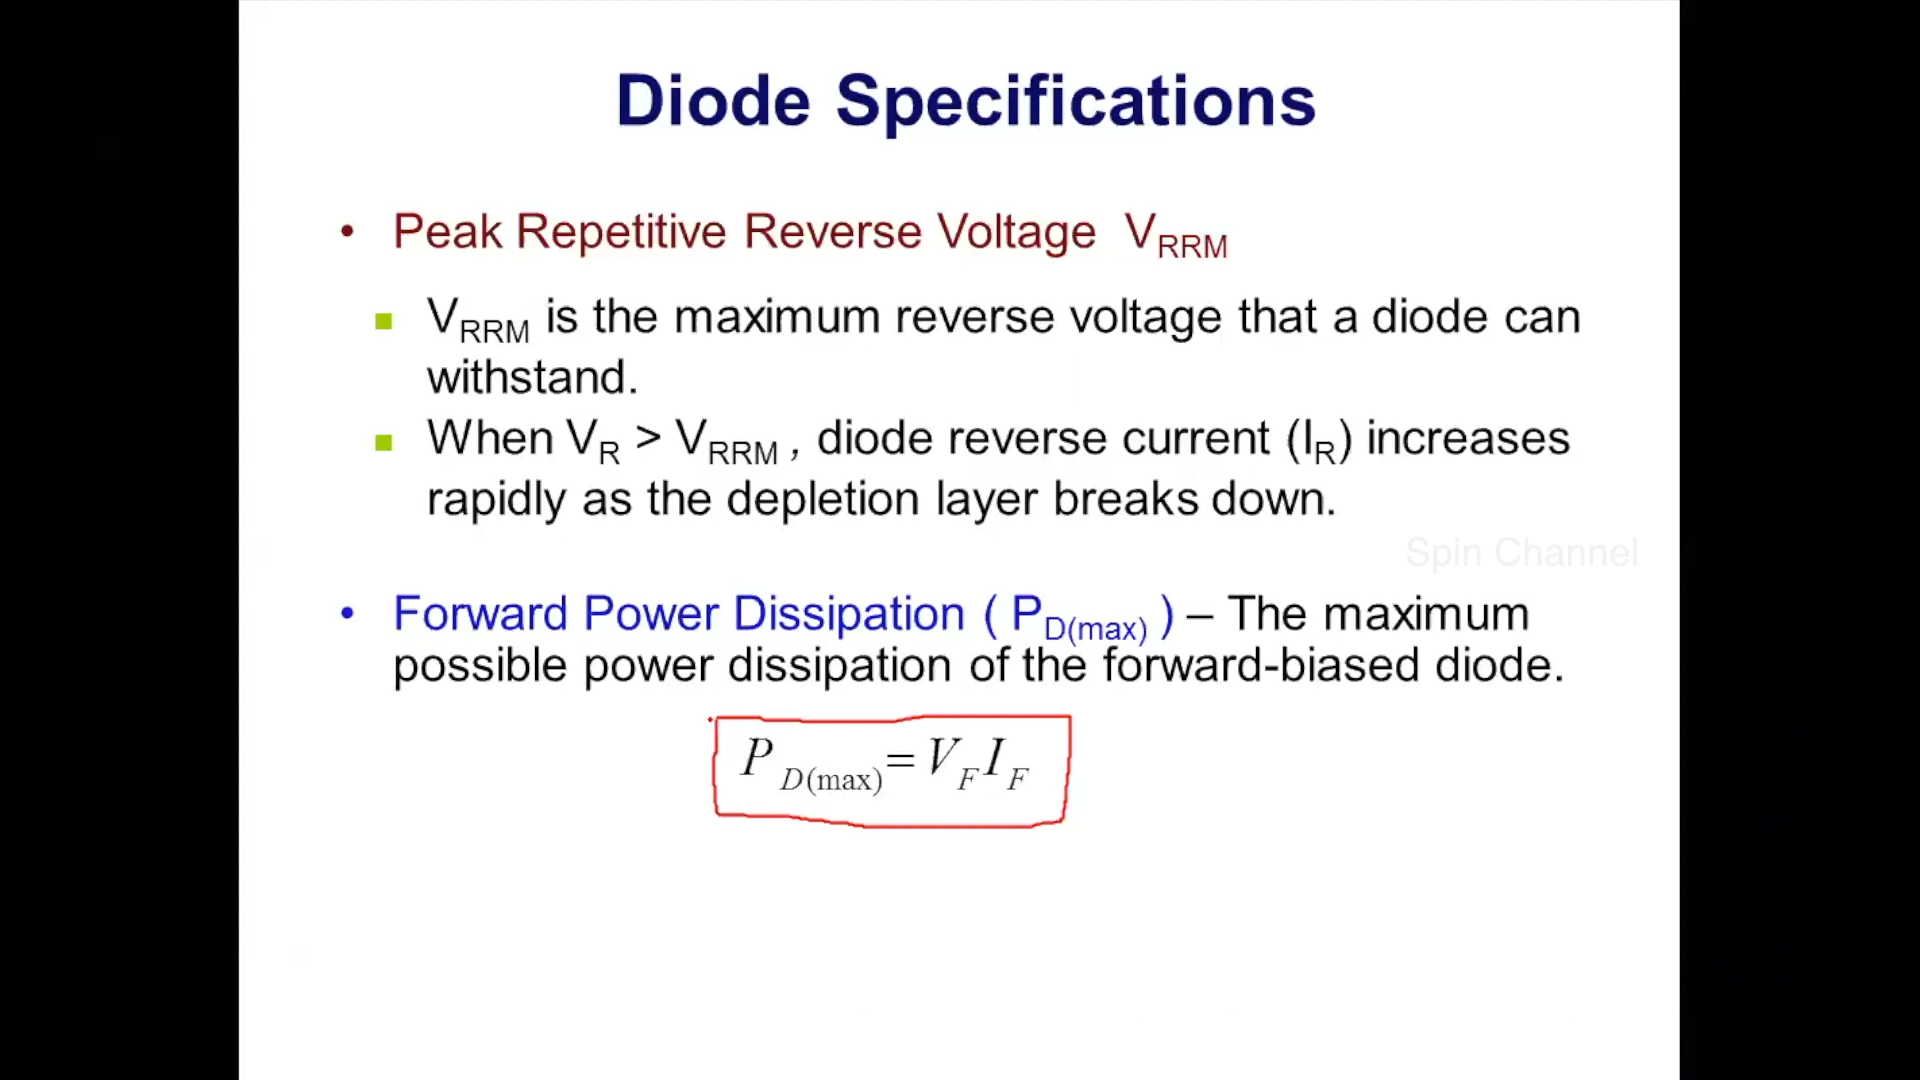 Diode Specifications
• Peak Repetitive Reverse Voltage V_RRM
▪ V_RRM is the maximum reverse voltage that a diode can
withstand.
▪ When V_R > V_RRM , diode reverse current (I_R) increases
rapidly as the depletion layer breaks down.
Spin Channel
• Forward Power Dissipation ( P_D(max) ) – The maximum
possible power dissipation of the forward-biased diode.
P_D(max) = V_F I_F